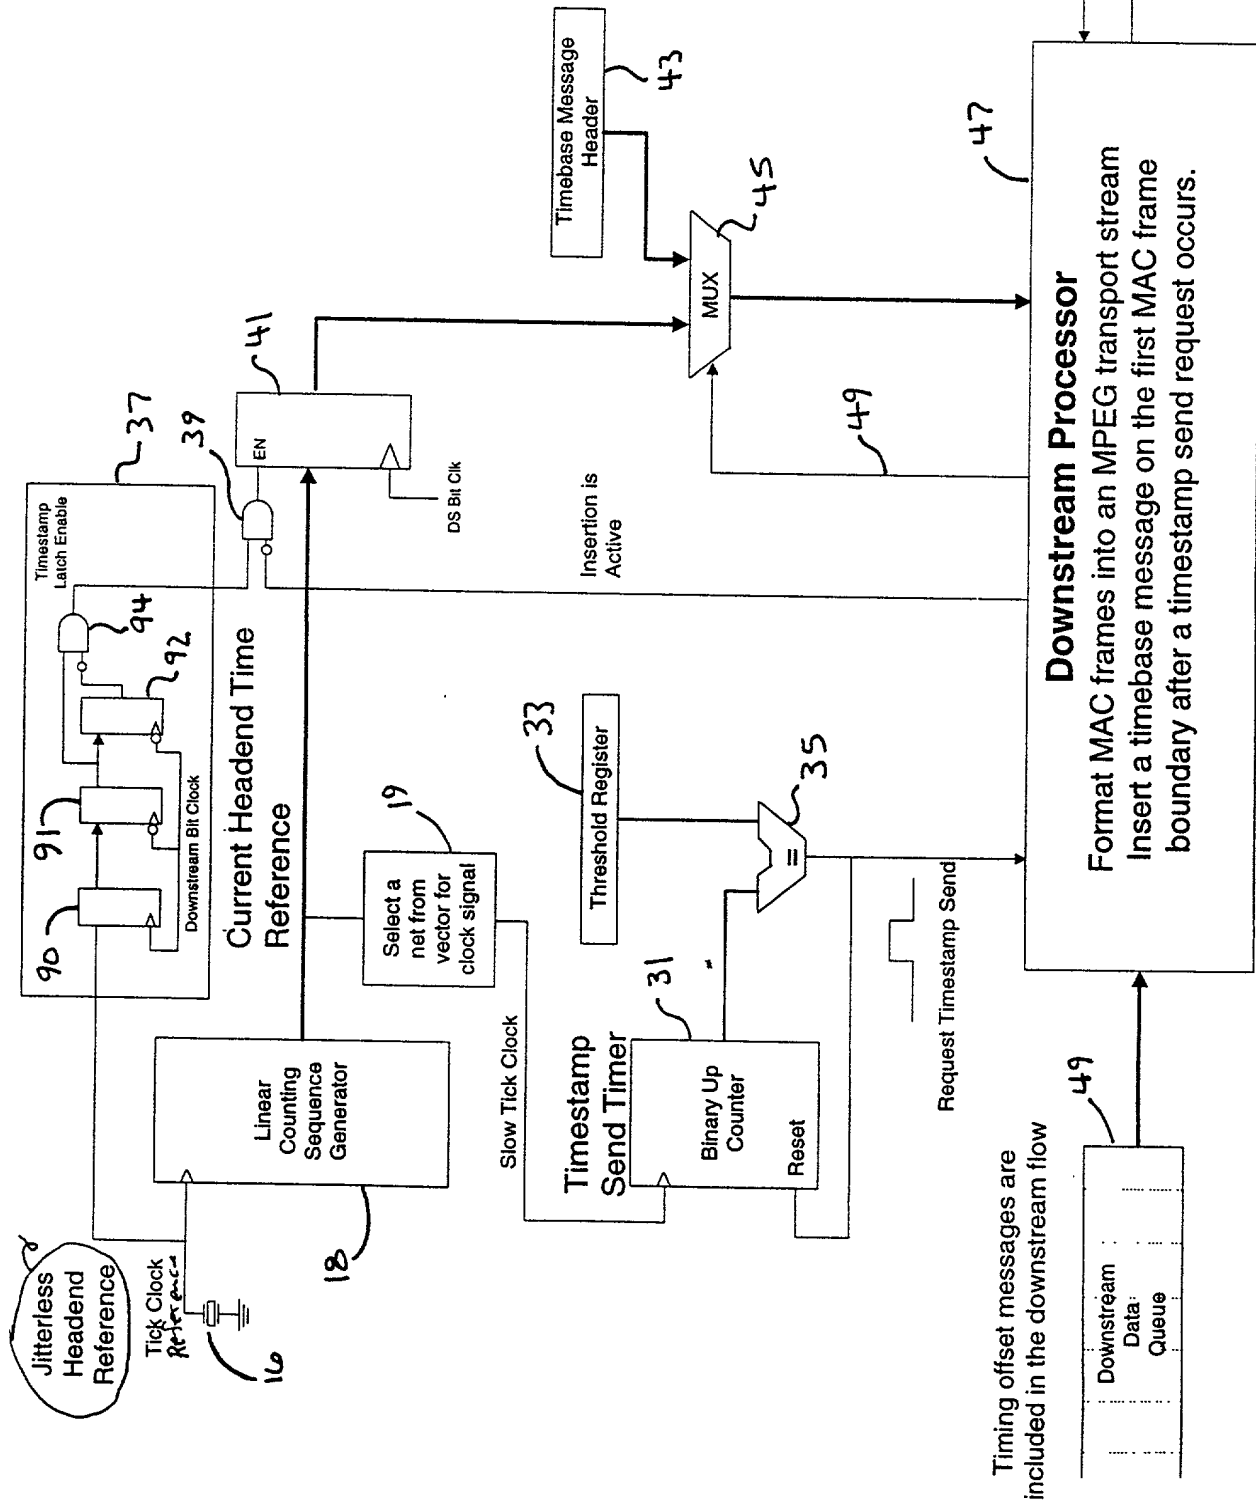 Jitterless
Headend
Reference
Tick Clock
Reference
16
18
Linear
Counting
Sequence
Generator
90
91
92
94
Downstream Bit Clock
Timestamp
Latch Enable
37
Current Headend Time
Reference
39
EN
41
DS Bit Clk
Select a
net from
vector for
clock signal
19
Slow Tick Clock
Timestamp
Send Timer
31
Binary Up
Counter
Reset
Threshold Register
33
=
35
Request Timestamp Send
Insertion is
Active
Timebase Message
Header
43
MUX
45
49
47
Downstream Processor
Format MAC frames into an MPEG transport stream
Insert a timebase message on the first MAC frame
boundary after a timestamp send request occurs.
Timing offset messages are
included in the downstream flow
Downstream
Data
Queue
49